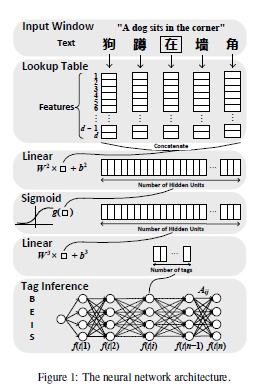 Input Window
"A dog sits in the corner"
Text 狗 蹲 在 墙 角
Lookup Table
Features
1
2
3
4
5
6
⋮
d − 1
d
Concatenate
Linear
W² × □ + b²
Number of Hidden Units
Sigmoid
g(□)
Number of Hidden Units
Linear
W³ × □ + b³
Number of tags
Tag Inference
A_ij
B
E
I
S
f(t|1) f(t|2) f(t|i) f(t|n−1) f(t|n)
Figure 1: The neural network architecture.